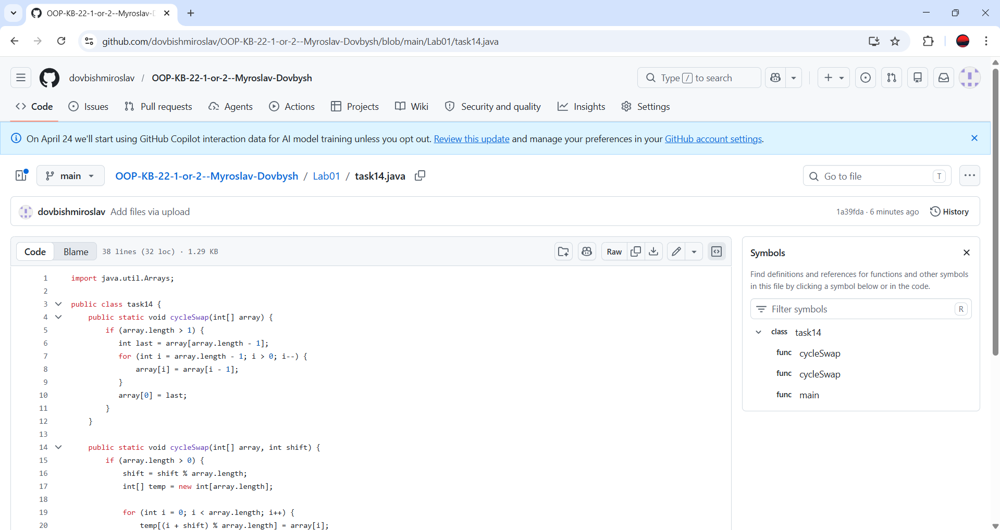 OOP-KB-22-1-or-2--Myroslav-D
github.com/dovbishmiroslav/OOP-KB-22-1-or-2--Myroslav-Dovbysh/blob/main/Lab01/task14.java
dovbishmiroslav / OOP-KB-22-1-or-2--Myroslav-Dovbysh
Type / to search
Code
Issues
Pull requests
Agents
Actions
Projects
Wiki
Security and quality
Insights
Settings
On April 24 we'll start using GitHub Copilot interaction data for AI model training unless you opt out. Review this update and manage your preferences in your GitHub account settings.
main
OOP-KB-22-1-or-2--Myroslav-Dovbysh / Lab01 / task14.java
Go to file
T
dovbishmiroslav Add files via upload
1a39fda · 6 minutes ago
History
Code
Blame
38 lines (32 loc) · 1.29 KB
Raw
1 import java.util.Arrays;
2
3 public class task14 {
4 public static void cycleSwap(int[] array) {
5 if (array.length > 1) {
6 int last = array[array.length - 1];
7 for (int i = array.length - 1; i > 0; i--) {
8 array[i] = array[i - 1];
9 }
10 array[0] = last;
11 }
12 }
13
14 public static void cycleSwap(int[] array, int shift) {
15 if (array.length > 0) {
16 shift = shift % array.length;
17 int[] temp = new int[array.length];
18
19 for (int i = 0; i < array.length; i++) {
20 temp[(i + shift) % array.length] = array[i];
Symbols
Find definitions and references for functions and other symbols
in this file by clicking a symbol below or in the code.
Filter symbols
R
class task14
func cycleSwap
func cycleSwap
func main